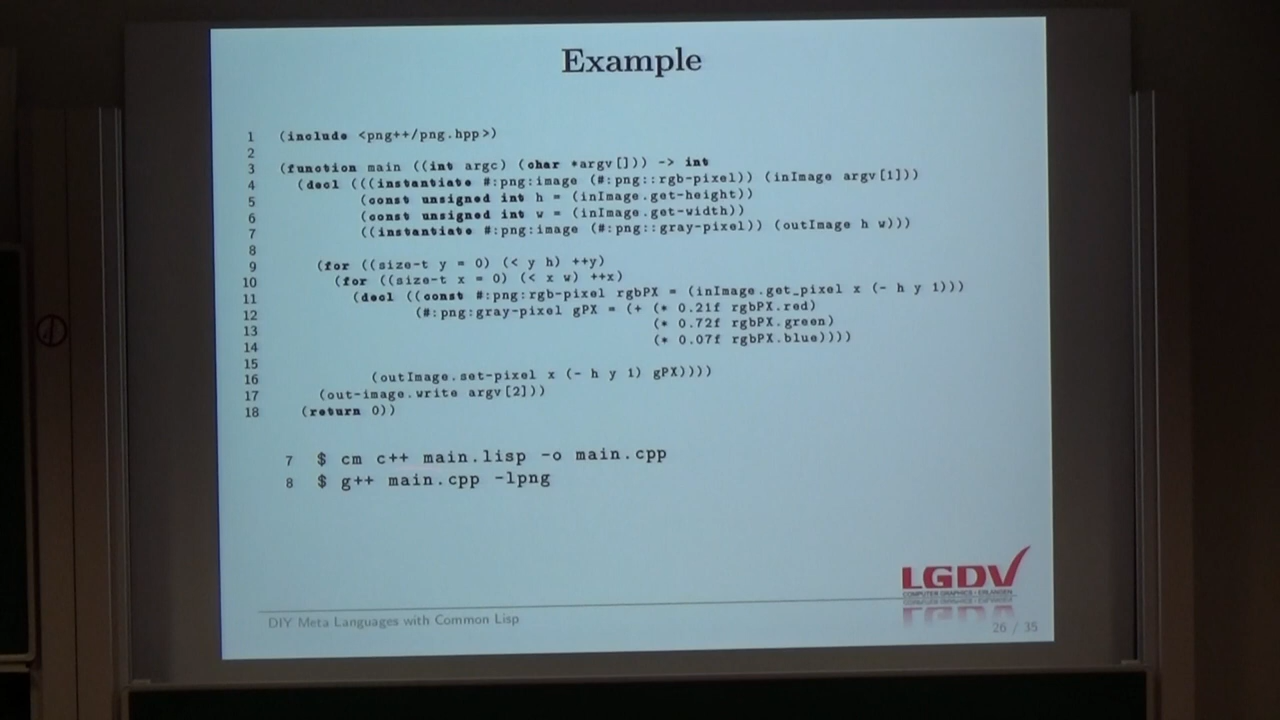 Example
1 (include <png++/png.hpp>)
2
3 (function main ((int argc) (char *argv[])) -> int
4 (decl (((instantiate #:png:image (#:png::rgb-pixel)) (inImage argv[1]))
5 (const unsigned int h = (inImage.get-height))
6 (const unsigned int w = (inImage.get-width))
7 ((instantiate #:png:image (#:png::gray-pixel)) (outImage h w)))
8
9 (for ((size-t y = 0) (< y h) ++y)
10 (for ((size-t x = 0) (< x w) ++x)
11 (decl ((const #:png:rgb-pixel rgbPX = (inImage.get_pixel x (- h y 1)))
12 (#:png:gray-pixel gPX = (+ (* 0.21f rgbPX.red)
13 (* 0.72f rgbPX.green)
14 (* 0.07f rgbPX.blue))))
15
16 (outImage.set-pixel x (- h y 1) gPX))))
17 (out-image.write argv[2]))
18 (return 0))
7 $ cm c++ main.lisp -o main.cpp
8 $ g++ main.cpp -lpng
LGDV
COMPUTER GRAPHICS • ERLANGEN
DIY Meta Languages with Common Lisp
26 / 35